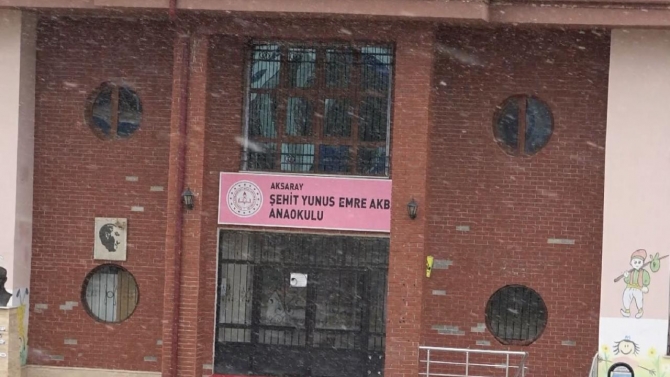 AKSARAY
ŞEHİT YUNUS EMRE AKB
ANAOKULU